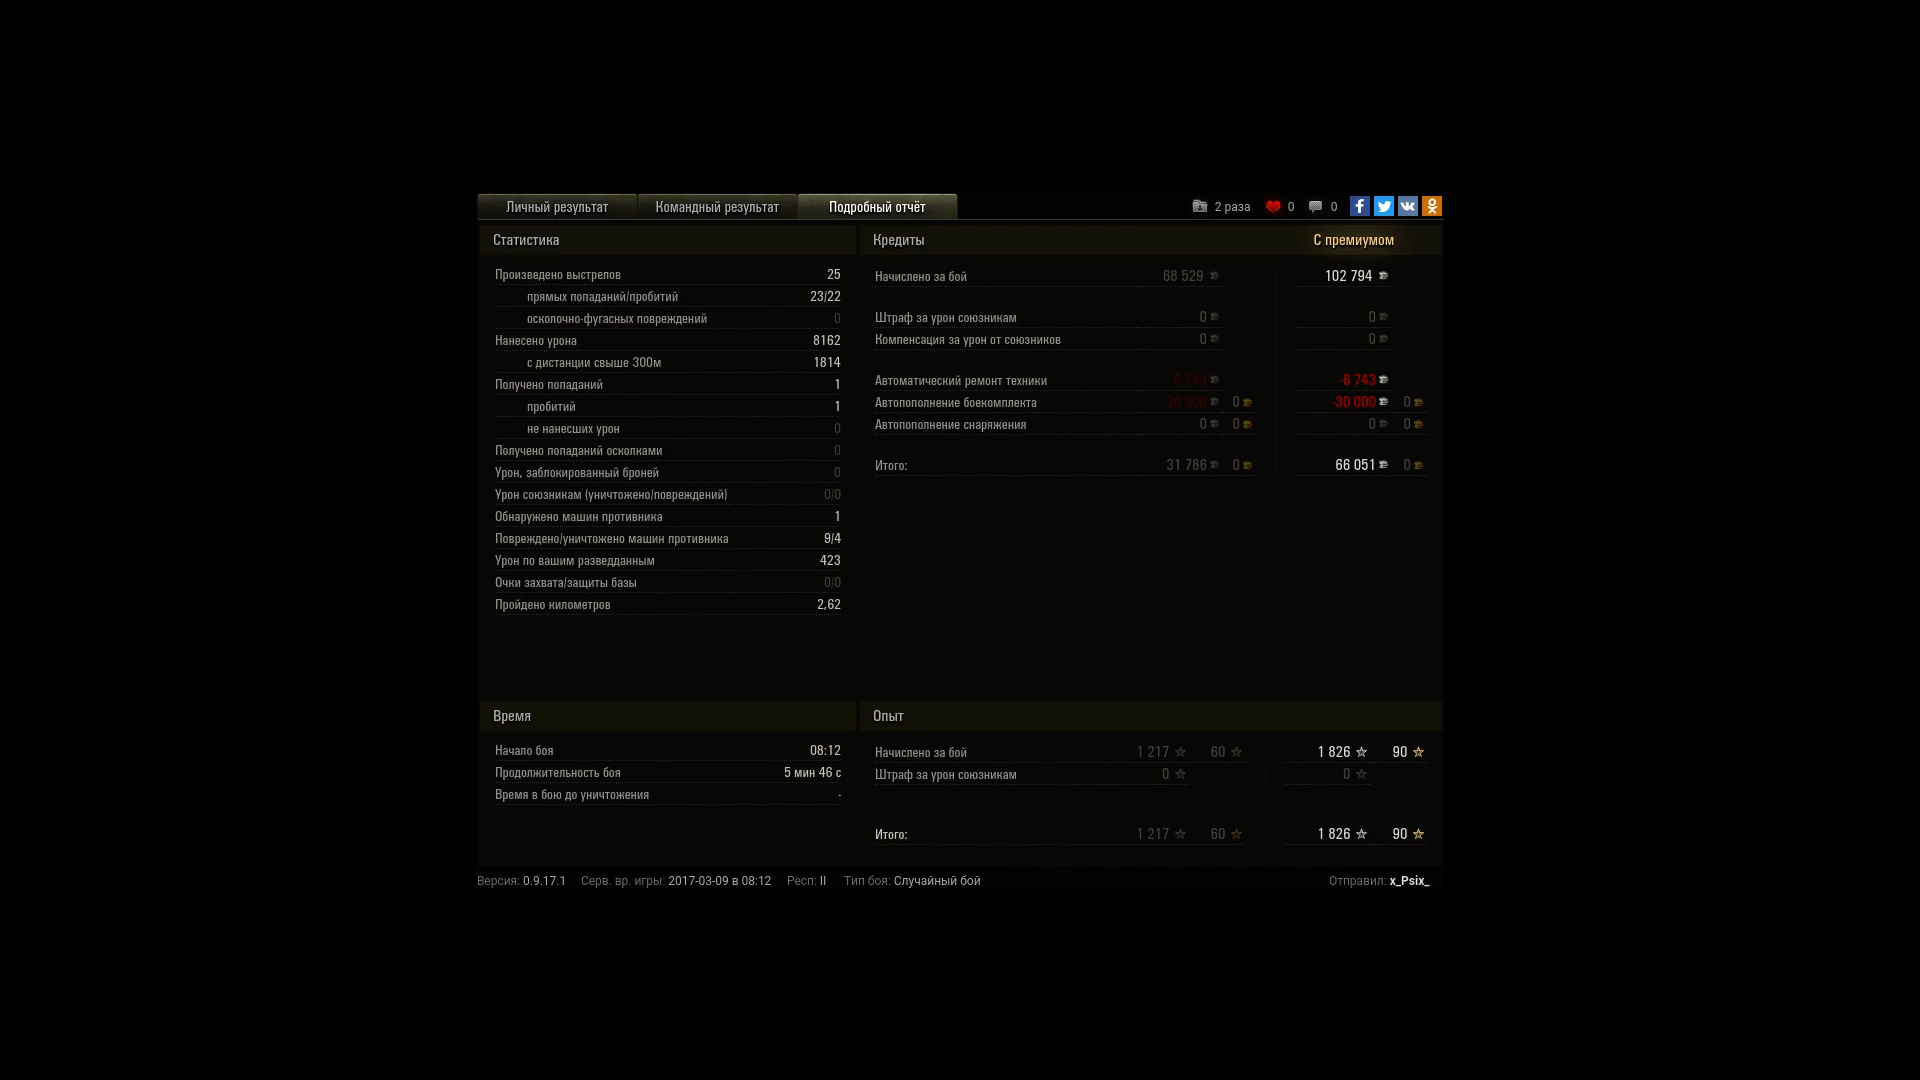 Личный результат Командный результат Подробный отчёт 2 раза 0 0
Статистика
Произведено выстрелов 25
прямых попаданий/пробитий 23/22
осколочно-фугасных повреждений 0
Нанесено урона 8162
с дистанции свыше 300м 1814
Получено попаданий 1
пробитий 1
не нанесших урон 0
Получено попаданий осколками 0
Урон, заблокированный броней 0
Урон союзникам (уничтожено/повреждений) 0/0
Обнаружено машин противника 1
Повреждено/уничтожено машин противника 9/4
Урон по вашим разведданным 423
Очки захвата/защиты базы 0/0
Пройдено километров 2,62
Кредиты С премиумом
Начислено за бой 68 529 102 794
Штраф за урон союзникам 0 0
Компенсация за урон от союзников 0 0
Автоматический ремонт техники -6 743
Автопополнение боекомплекта 0 -30 000 0
Автопополнение снаряжения 0 0 0 0
Итого: 31 786 0 66 051 0
Время
Начало боя 08:12
Продолжительность боя 5 мин 46 с
Время в бою до уничтожения -
Опыт
Начислено за бой 1 217 60 1 826 90
Штраф за урон союзникам 0 0
Итого: 1 217 60 1 826 90
Версия: 0.9.17.1 Серв. вр. игры: 2017-03-09 в 08:12 Респ: II Тип боя: Случайный бой Отправил: x_Psix_